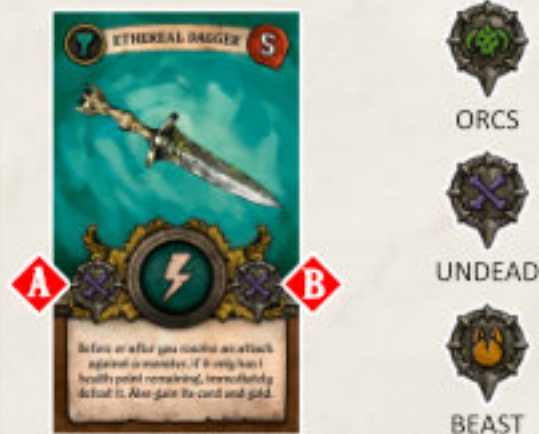 ETHEREAL DAGGER
S
ORCS
A
B
UNDEAD
Before or after you resolve an attack
against a monster, if it only has 1
health point remaining, immediately
defeat it. Also gain its card and gold.
BEAST